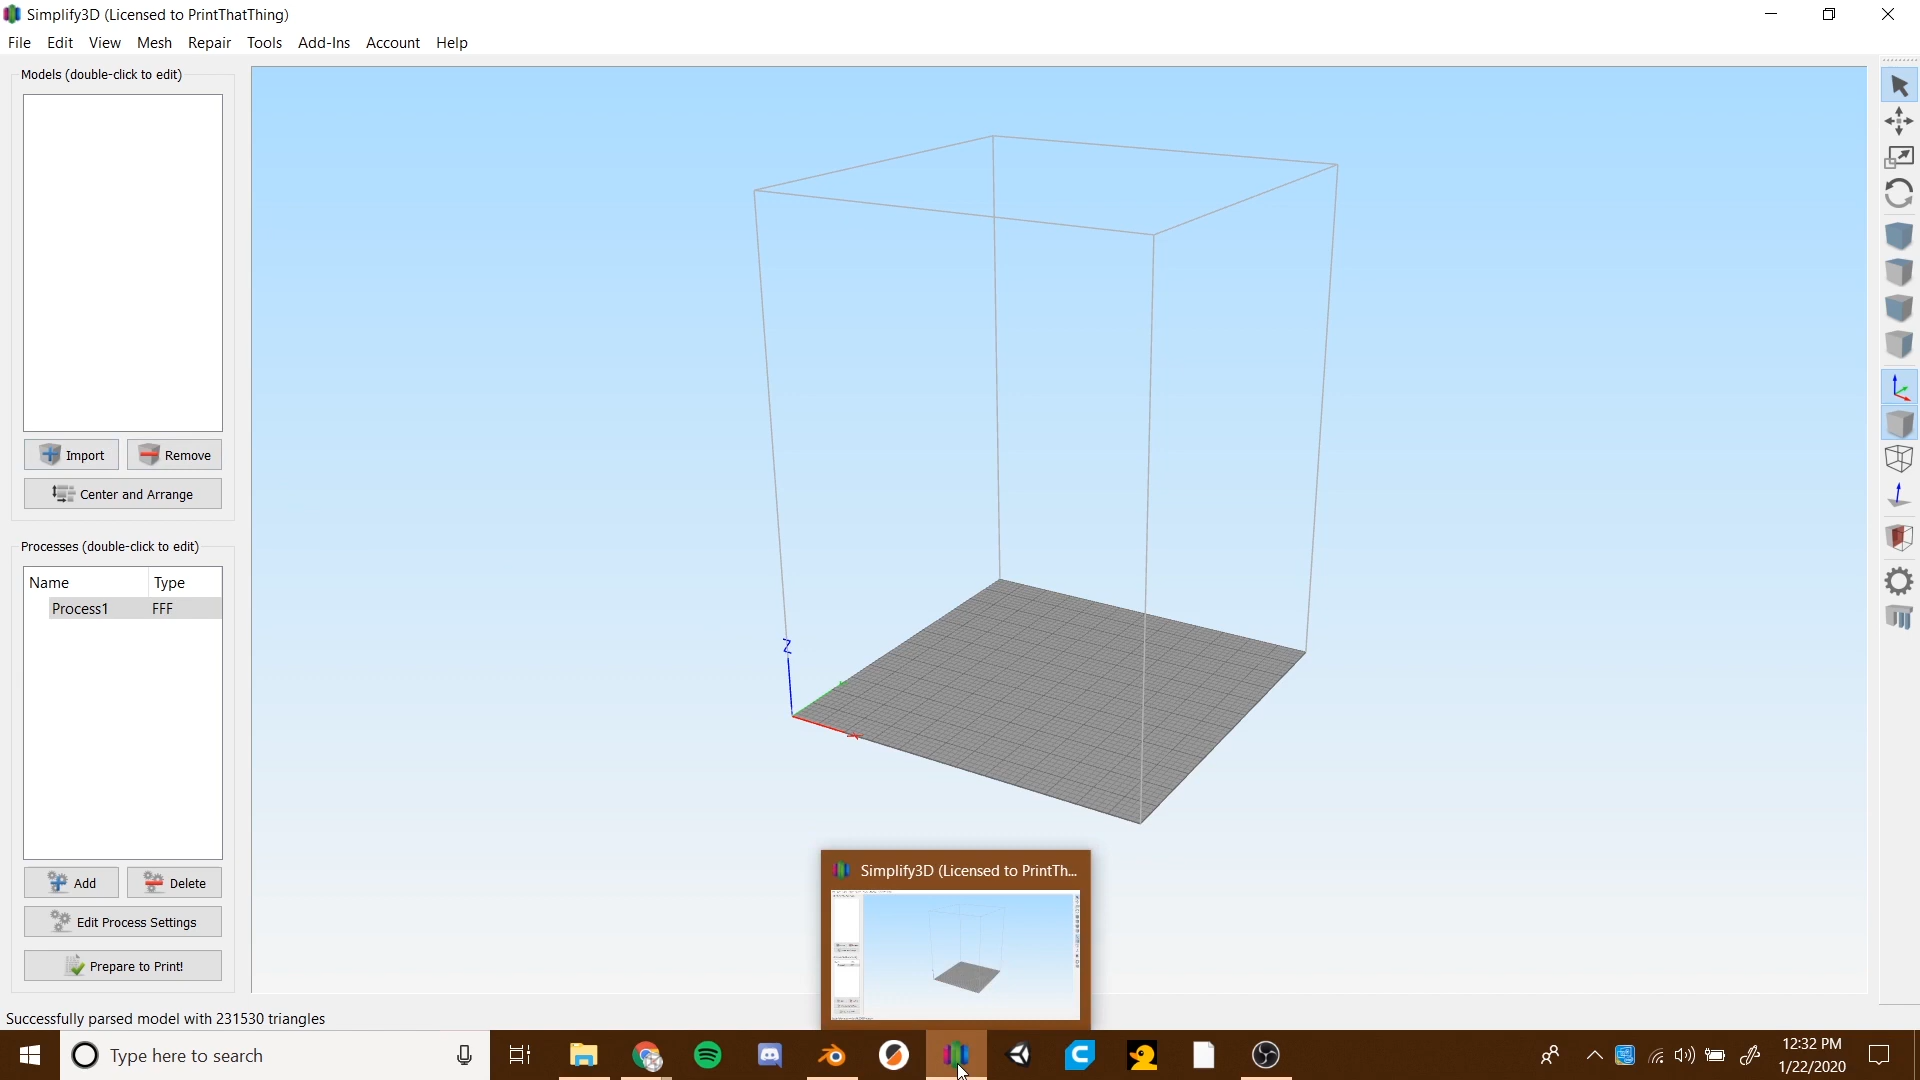 Simplify3D (Licensed to PrintThatThing)
File Edit View Mesh Repair Tools Add-Ins Account Help
Models (double-click to edit)
Import Remove
Center and Arrange
Processes (double-click to edit)
Name Type
Process1 FFF
Z
Add Delete
Edit Process Settings
Prepare to Print!
Simplify3D (Licensed to PrintTh...
Successfully parsed model with 231530 triangles
Type here to search
12:32 PM
1/22/2020